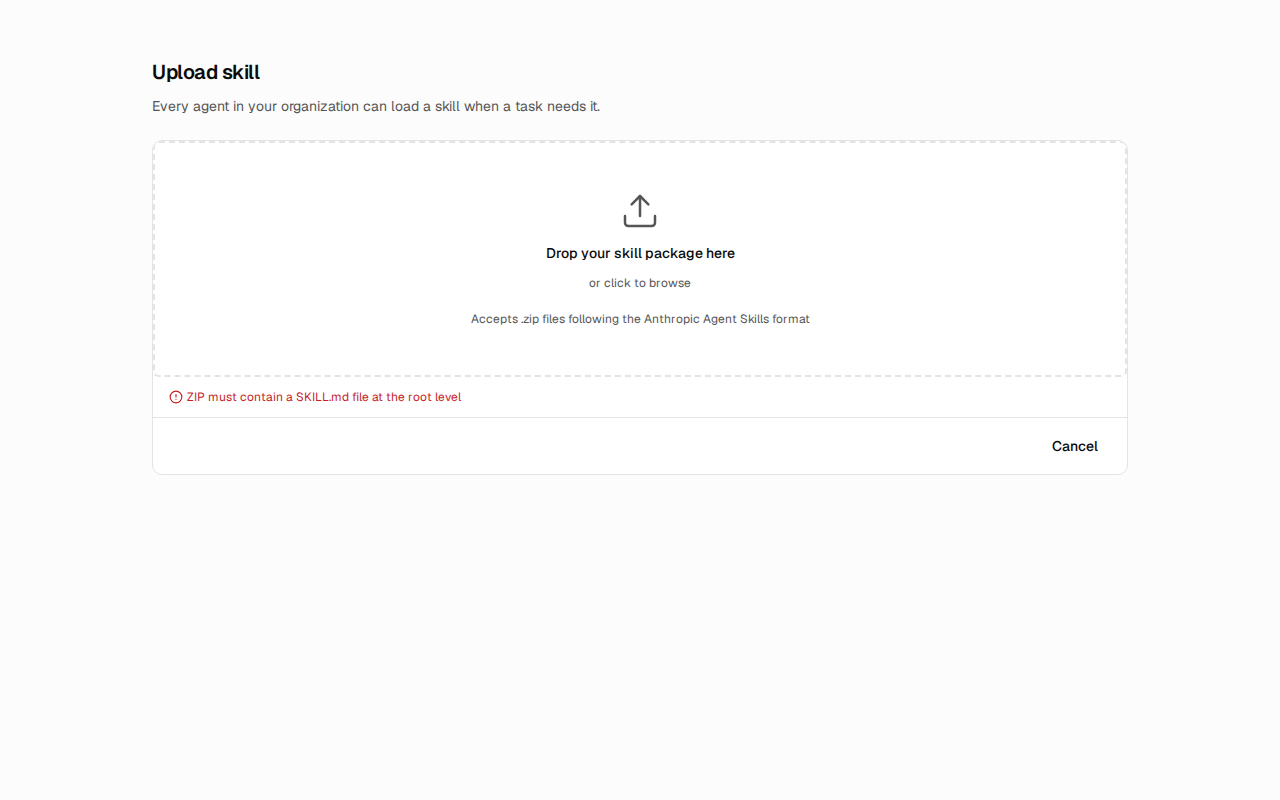 Upload skill
Every agent in your organization can load a skill when a task needs it.
Drop your skill package here
or click to browse
Accepts .zip files following the Anthropic Agent Skills format
ZIP must contain a SKILL.md file at the root level
Cancel